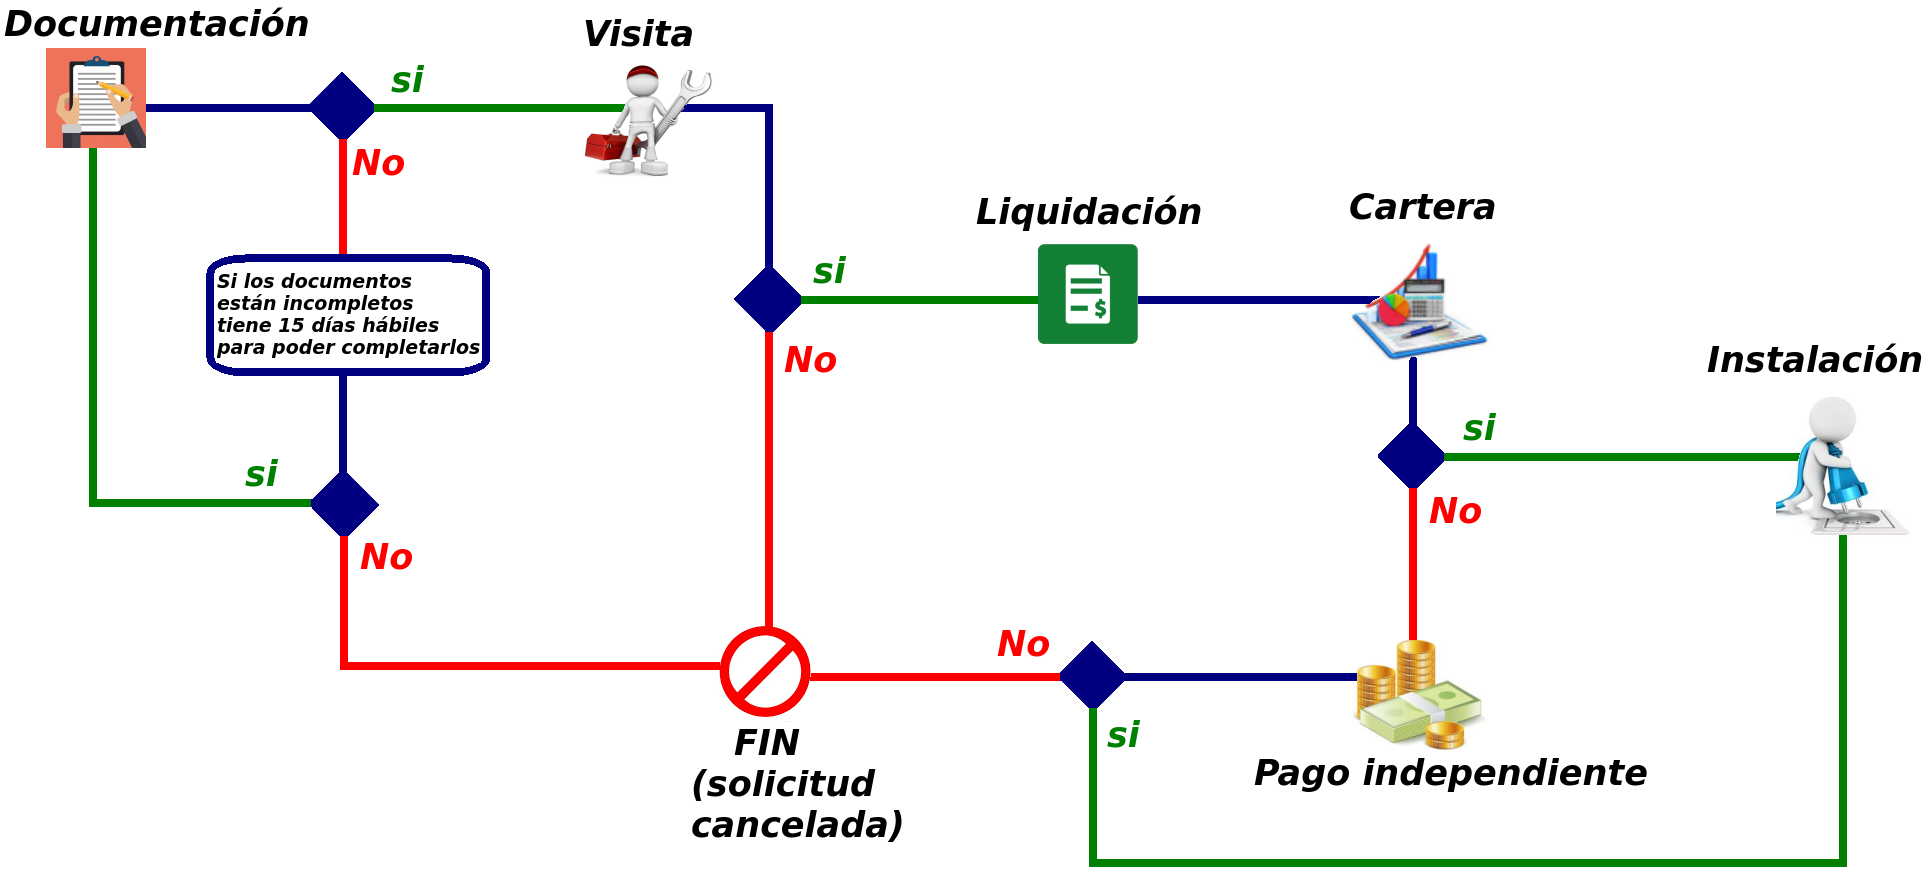 Documentación
Visita
si
No
Liquidación
Cartera
si
Si los documentos
están incompletos
tiene 15 días hábiles
para poder completarlos
No
Instalación
si
si
No
No
No
si
FIN
(solicitud
cancelada)
Pago independiente